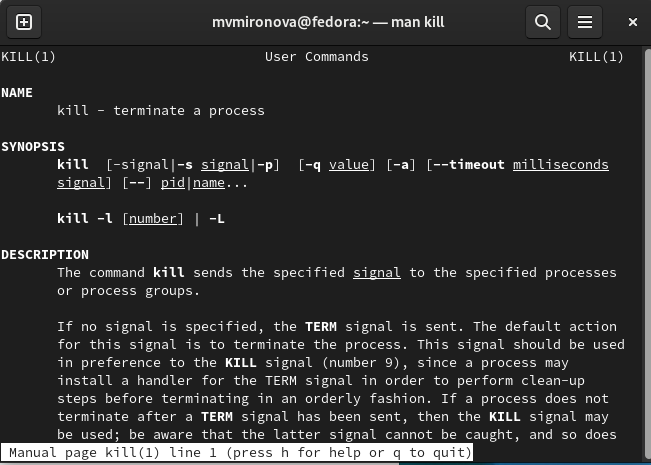 mvmironova@fedora:~ — man kill
KILL(1) User Commands KILL(1)
NAME
kill - terminate a process
SYNOPSIS
kill [-signal|-s signal|-p] [-q value] [-a] [--timeout milliseconds
signal] [--] pid|name...
kill -l [number] | -L
DESCRIPTION
The command kill sends the specified signal to the specified processes
or process groups.
If no signal is specified, the TERM signal is sent. The default action
for this signal is to terminate the process. This signal should be used
in preference to the KILL signal (number 9), since a process may
install a handler for the TERM signal in order to perform clean-up
steps before terminating in an orderly fashion. If a process does not
terminate after a TERM signal has been sent, then the KILL signal may
be used; be aware that the latter signal cannot be caught, and so does
Manual page kill(1) line 1 (press h for help or q to quit)